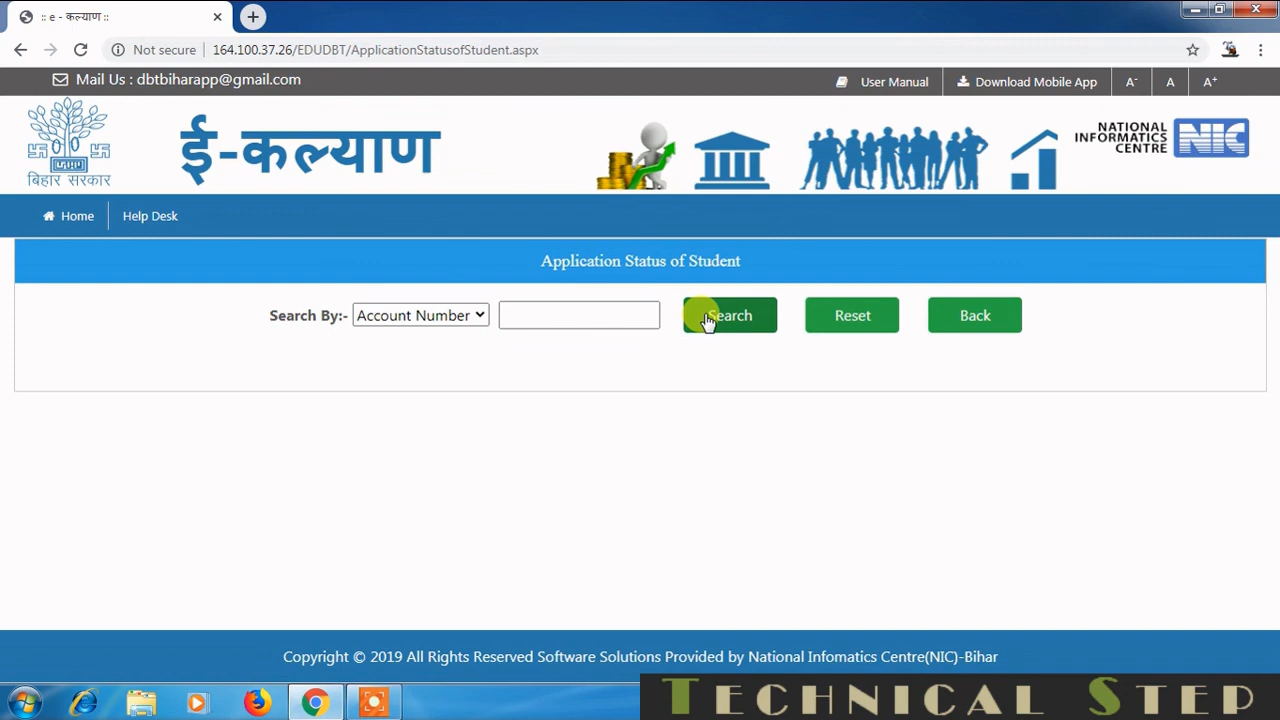 :: e - कल्याण ::
Not secure | 164.100.37.26/EDUDBT/ApplicationStatusofStudent.aspx
Mail Us : dbtbiharapp@gmail.com
User Manual
Download Mobile App
A-
A
A+
बिहार सरकार
ई-कल्याण
NATIONAL
INFORMATICS
CENTRE
NIC
Home
Help Desk
Application Status of Student
Search By:- Account Number Search Reset Back
Copyright © 2019 All Rights Reserved Software Solutions Provided by National Infomatics Centre(NIC)-Bihar
TECHNICAL STEP